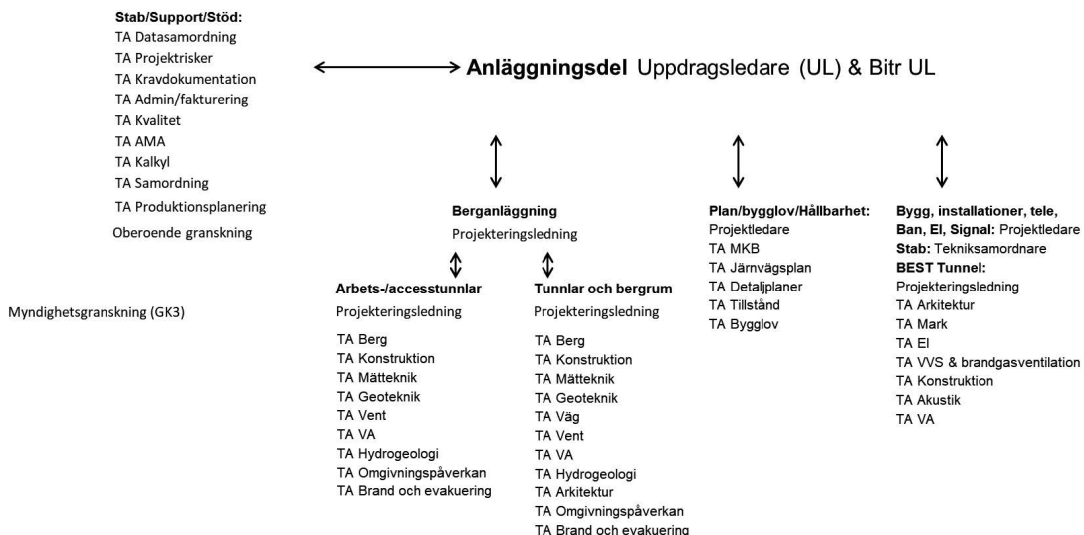 Stab/Support/Stöd:
TA Datasamordning
TA Projektrisker
TA Kravdokumentation
TA Admin/fakturering
TA Kvalitet
TA AMA
TA Kalkyl
TA Samordning
TA Produktionsplanering
Oberoende granskning
Anläggningsdel Uppdragsledare (UL) & Bitr UL
Myndighetsgranskning (GK3)
Berganläggning
Projekteringsledning
Arbets-/accesstunnlar
Projekteringsledning
TA Berg
TA Konstruktion
TA Mätteknik
TA Geoteknik
TA Vent
TA VA
TA Hydrogeologi
TA Omgivningspåverkan
TA Brand och evakuering
Tunnlar och bergrum
Projekteringsledning
TA Berg
TA Konstruktion
TA Mätteknik
TA Geoteknik
TA Väg
TA Vent
TA VA
TA Hydrogeologi
TA Arkitektur
TA Omgivningspåverkan
TA Brand och evakuering
Plan/bygglov/Hållbarhet:
Projektledare
TA MKB
TA Järnvägsplan
TA Detaljplaner
TA Tillstånd
TA Bygglov
Bygg, installationer, tele,
Ban, El, Signal: Projektledare
Stab: Tekniksamordnare
BEST Tunnel:
Projekteringsledning
TA Arkitektur
TA Mark
TA El
TA VVS & brandgasventilation
TA Konstruktion
TA Akustik
TA VA